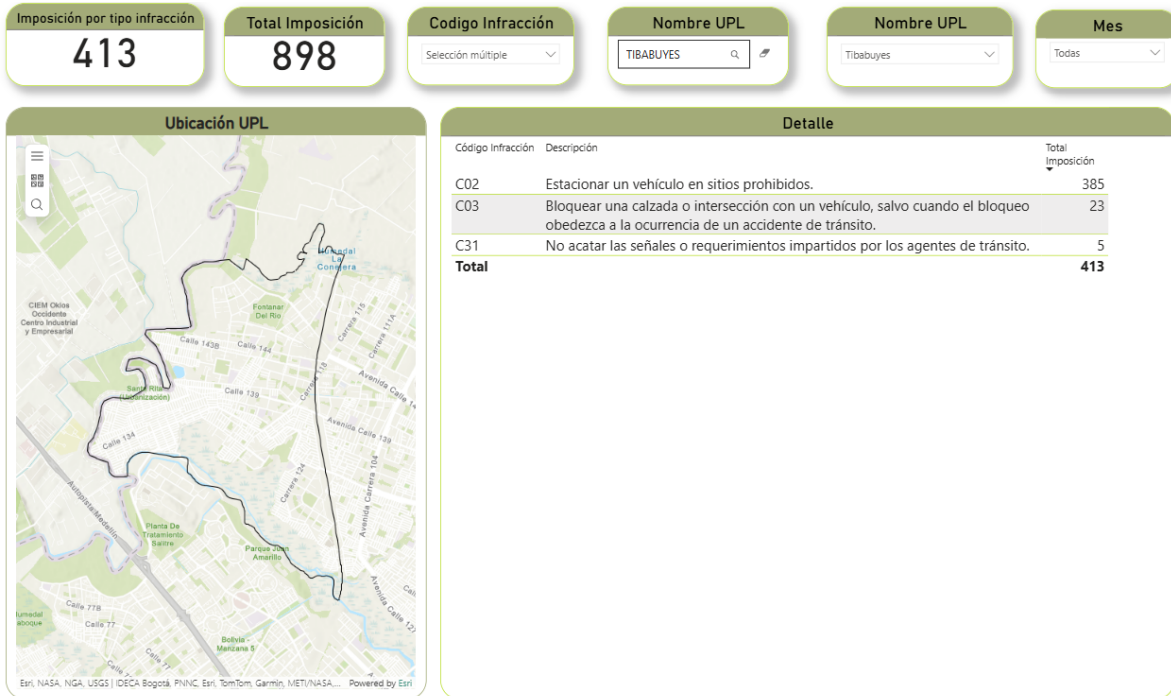 Imposición por tipo infracción
413
Total Imposición
898
Codigo Infracción
Selección múltiple
Nombre UPL
TIBABUYES
Nombre UPL
Tibabuyes
Mes
Todas
Ubicación UPL
Humedal
La
Conejera
CIEM Oikos
Occidente
Centro Industrial
y Empresarial
Fontanar
Del Rio
Carrera 115
Carrera 111A
Calle 143B
Calle 144
Carrera 118
Avenida Calle 14
Santa Rita
(Urbanización)
Calle 139
Avenida Calle 139
Calle 134
Carrera 124
Avenida Carrera 104
Autopista Medellín
Planta De
Tratamiento
Salitre
Parque Juan
Amarillo
Avenida Calle 127
Calle 77B
Calle 77
Bolivia -
Manzana 5
Esri, NASA, NGA, USGS | IDECA Bogotá, PNNC, Esri, TomTom, Garmin, METI/NASA,... Powered by Esri
Detalle
Código Infracción Descripción Total
Imposición
C02 Estacionar un vehículo en sitios prohibidos. 385
C03 Bloquear una calzada o intersección con un vehículo, salvo cuando el bloqueo 23
obedezca a la ocurrencia de un accidente de tránsito.
C31 No acatar las señales o requerimientos impartidos por los agentes de tránsito. 5
Total 413